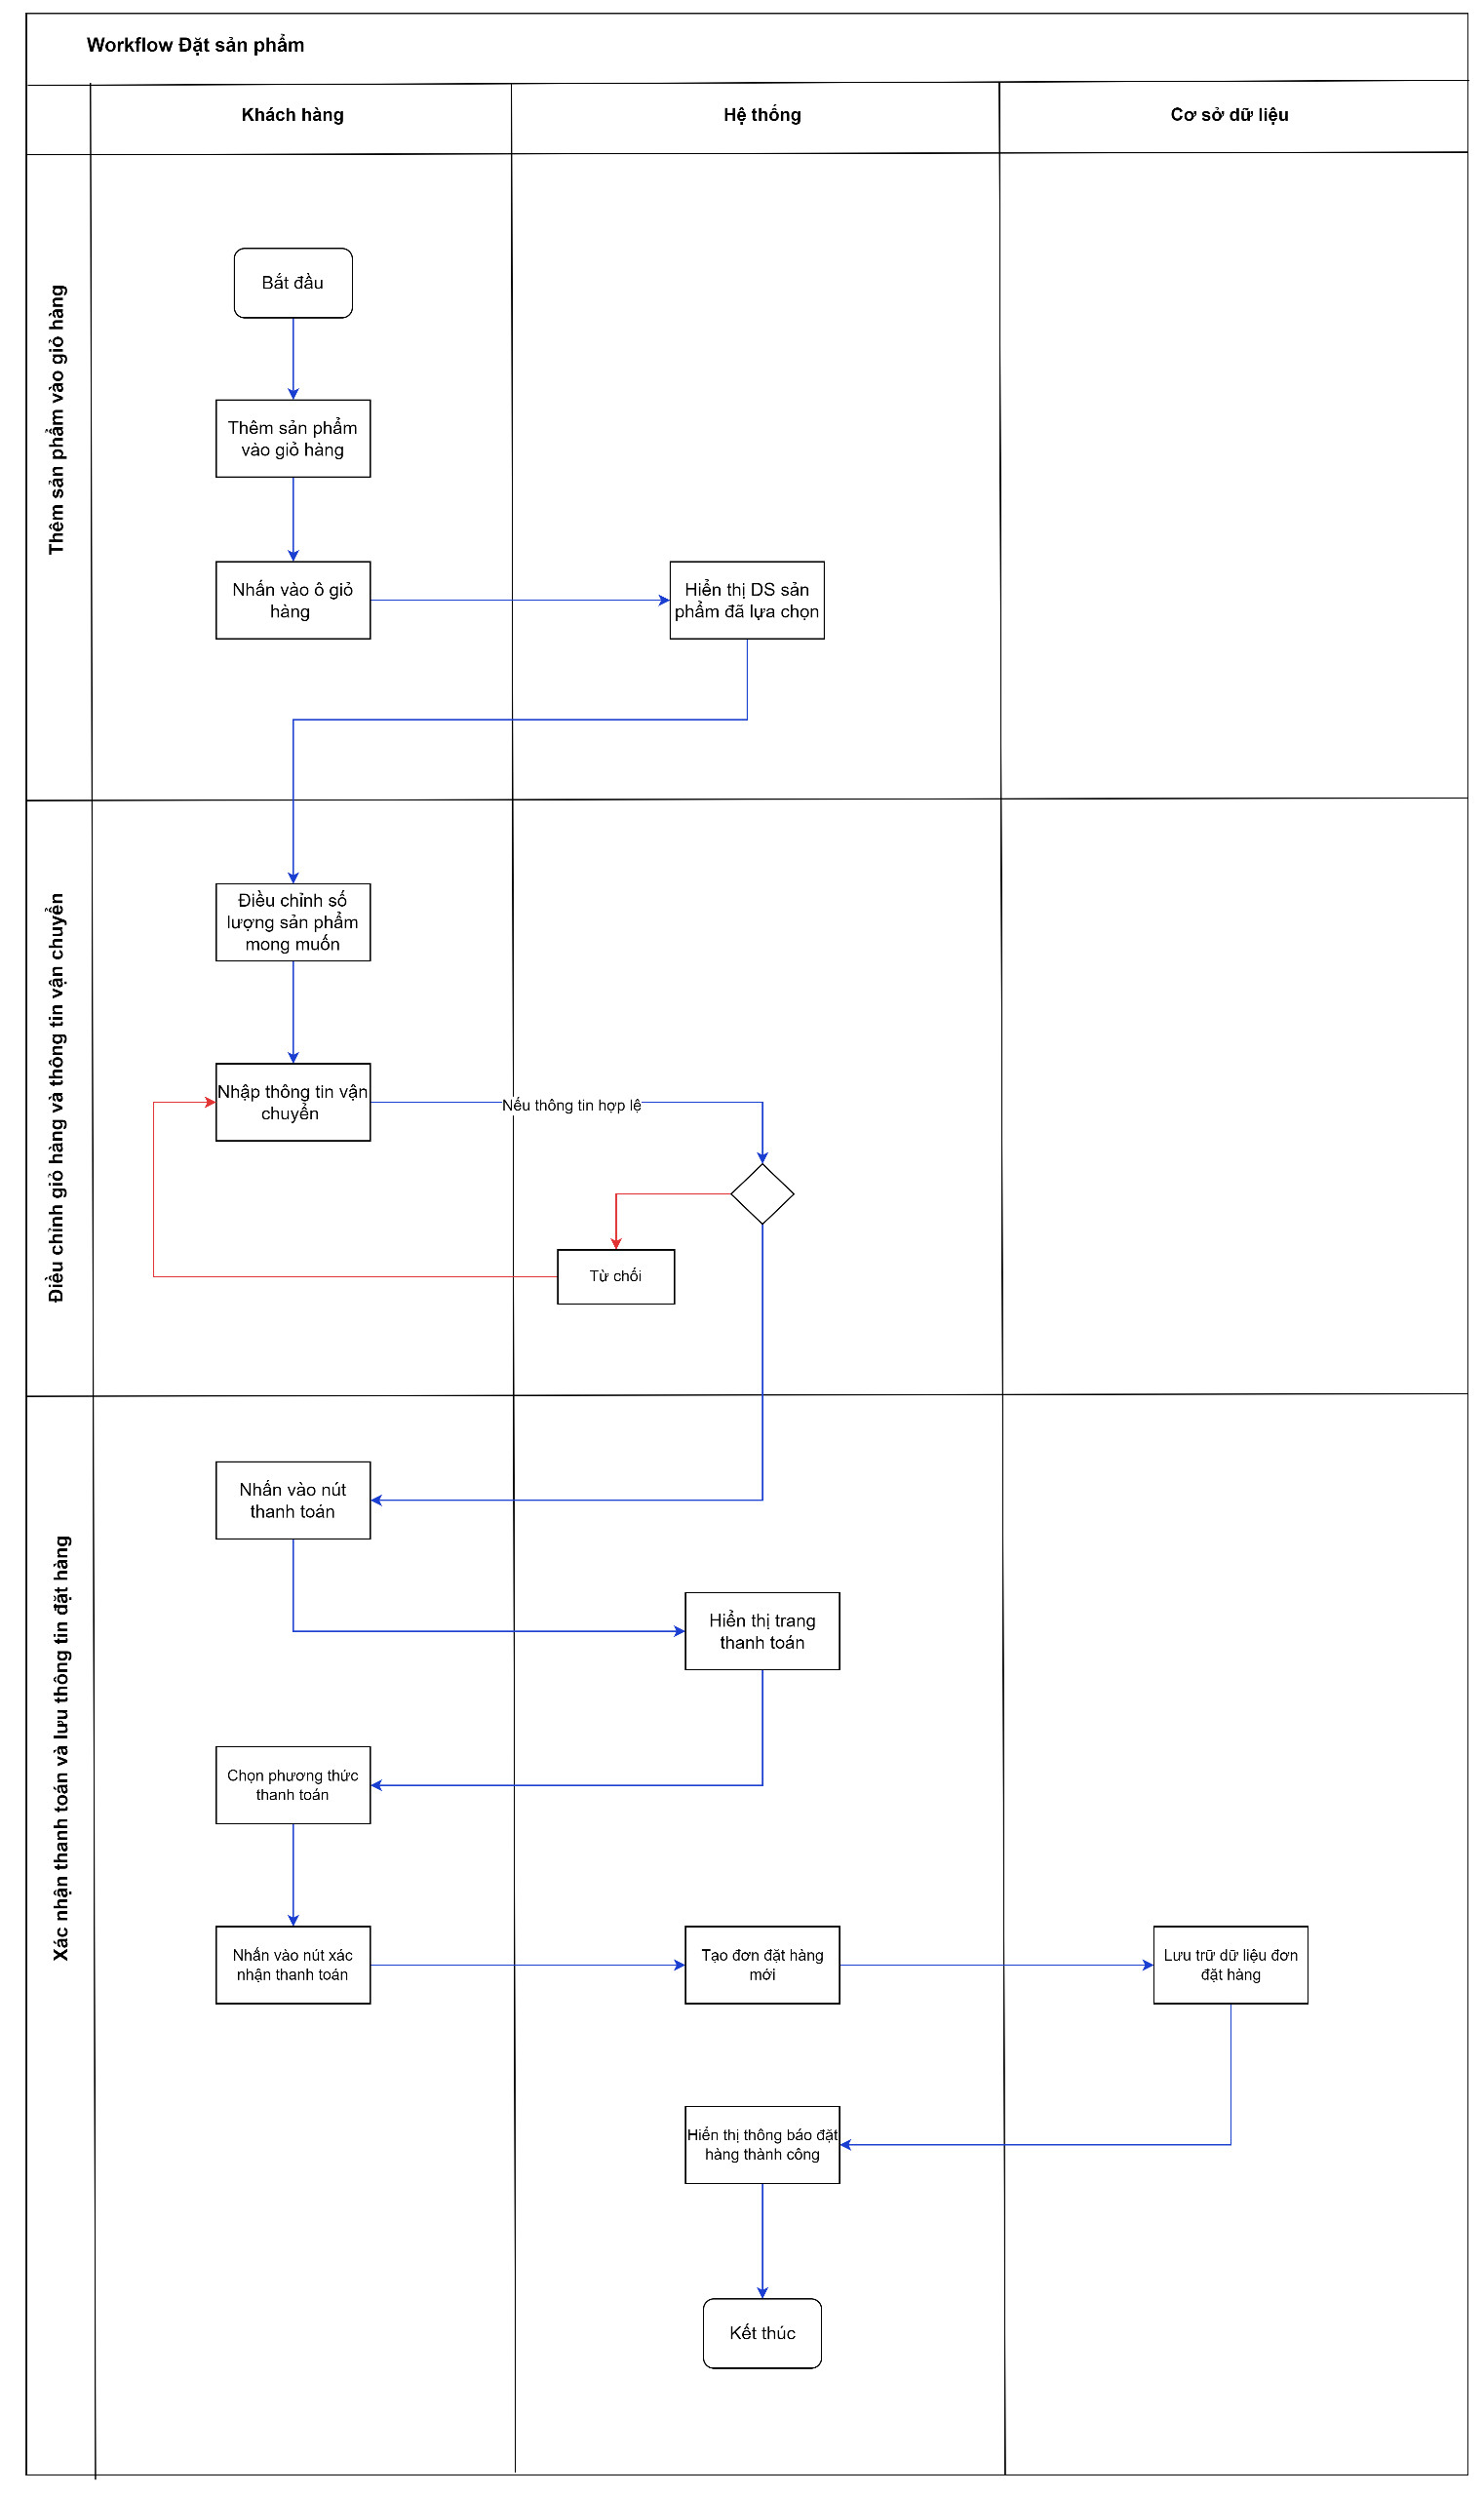 Workflow Đặt sản phẩm
Khách hàng
Hệ thống
Cơ sở dữ liệu
Thêm sản phẩm vào giỏ hàng
Bắt đầu
Thêm sản phẩm
vào giỏ hàng
Nhấn vào ô giỏ
hàng
Hiển thị DS sản
phẩm đã lựa chọn
Điều chỉnh giỏ hàng và thông tin vận chuyển
Điều chỉnh số
lượng sản phẩm
mong muốn
Nhập thông tin vận
chuyển
Nếu thông tin hợp lệ
Từ chối
Xác nhận thanh toán và lưu thông tin đặt hàng
Nhấn vào nút
thanh toán
Hiển thị trang
thanh toán
Chọn phương thức
thanh toán
Nhấn vào nút xác
nhận thanh toán
Tạo đơn đặt hàng
mới
Lưu trữ dữ liệu đơn
đặt hàng
Hiển thị thông báo đặt
hàng thành công
Kết thúc